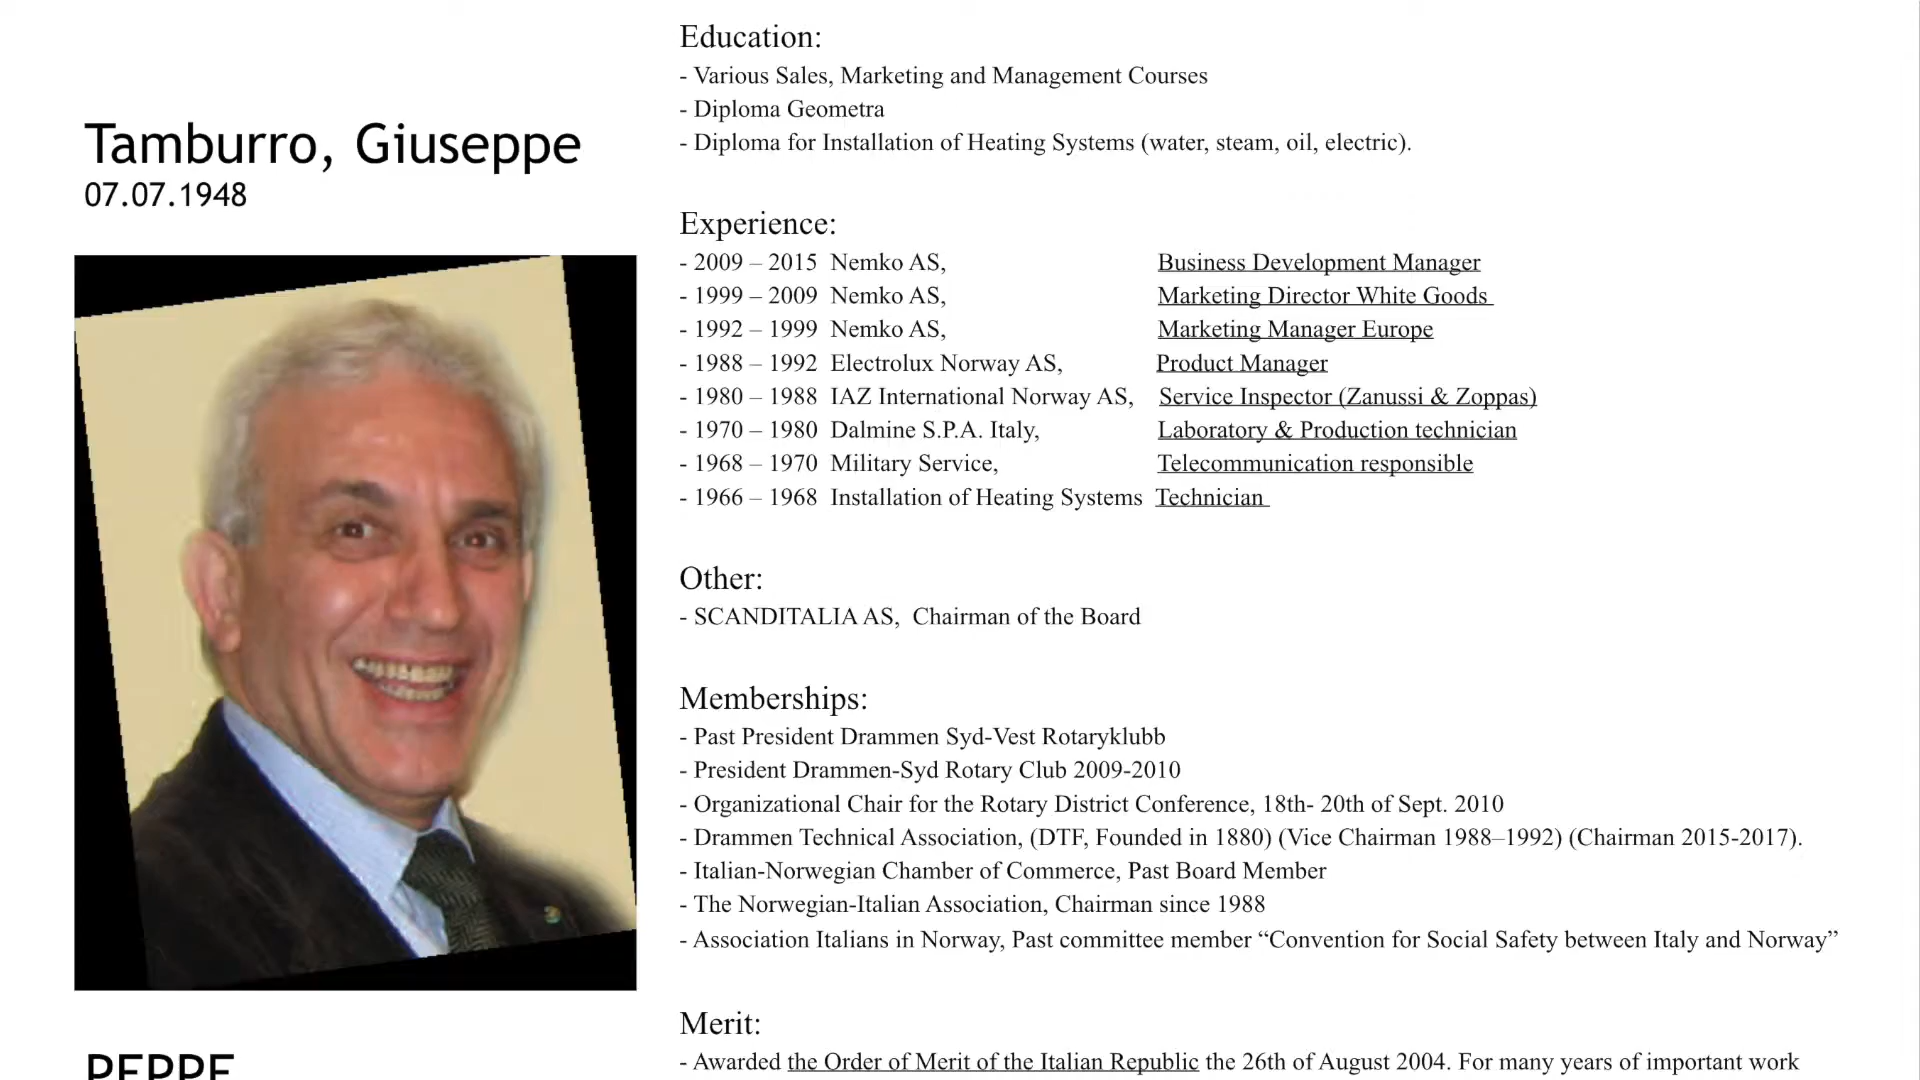 Tamburro, Giuseppe
07.07.1948
PEPPE
Education:
- Various Sales, Marketing and Management Courses
- Diploma Geometra
- Diploma for Installation of Heating Systems (water, steam, oil, electric).
Experience:
- 2009 – 2015 Nemko AS, Business Development Manager
- 1999 – 2009 Nemko AS, Marketing Director White Goods
- 1992 – 1999 Nemko AS, Marketing Manager Europe
- 1988 – 1992 Electrolux Norway AS, Product Manager
- 1980 – 1988 IAZ International Norway AS, Service Inspector (Zanussi & Zoppas)
- 1970 – 1980 Dalmine S.P.A. Italy, Laboratory & Production technician
- 1968 – 1970 Military Service, Telecommunication responsible
- 1966 – 1968 Installation of Heating Systems Technician
Other:
- SCANDITALIA AS, Chairman of the Board
Memberships:
- Past President Drammen Syd-Vest Rotaryklubb
- President Drammen-Syd Rotary Club 2009-2010
- Organizational Chair for the Rotary District Conference, 18th- 20th of Sept. 2010
- Drammen Technical Association, (DTF, Founded in 1880) (Vice Chairman 1988–1992) (Chairman 2015-2017).
- Italian-Norwegian Chamber of Commerce, Past Board Member
- The Norwegian-Italian Association, Chairman since 1988
- Association Italians in Norway, Past committee member “Convention for Social Safety between Italy and Norway”
Merit:
- Awarded the Order of Merit of the Italian Republic the 26th of August 2004. For many years of important work